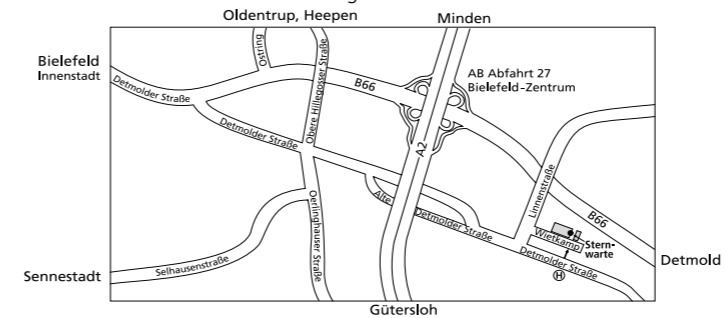 Oldentrup, Heepen
Minden
Bielefeld
Innenstadt
Ostring
Obere Hillegosser Straße
AB Abfahrt 27
Bielefeld-Zentrum
B66
Detmolder Straße
Detmolder Straße
A2
Linnenstraße
Alte
Detmolder Straße
Oerlinghauser Straße
B66
Wietkamp
Stern-
warte
Detmolder Straße
H
Detmold
Selhausenstraße
Sennestadt
Gütersloh